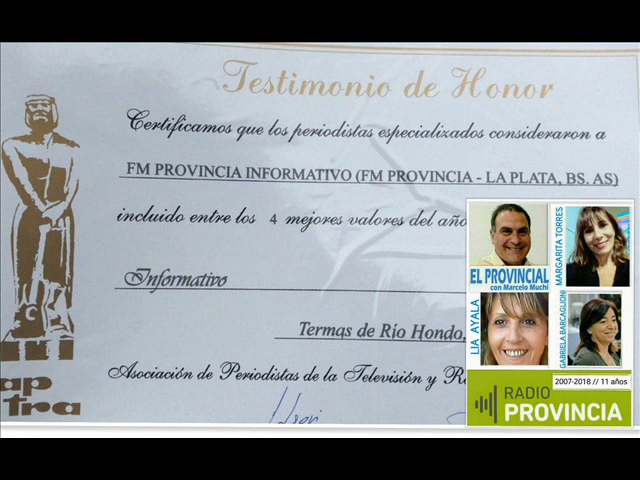 Testimonio de Honor
Certificamos que los periodistas especializados consideraron a
FM PROVINCIA INFORMATIVO (FM PROVINCIA - LA PLATA, BS. AS)
incluido entre los 4 mejores valores del año
Informativo
Termas de Río Hondo,
Asociación de Periodistas de la Televisión y
ap
tra
EL PROVINCIAL
con Marcelo Muchi
MARGARITA TORRES
LIA AYALA
GABRIELA BARCAGLIONI
2007-2018 // 11 años
RADIO
PROVINCIA